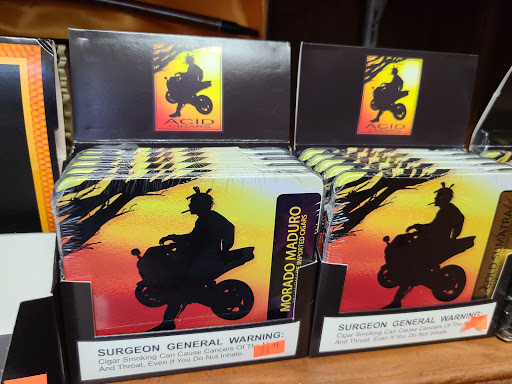 ACID
CIGARS
ACID
MORADO MADURO
IMPORTED CIGARS
SURGEON GENERAL WARNING:
Cigar Smoking Can Cause Cancers Of The
And Throat, Even If You Do Not Inhale.
SURGEON GENERAL WARNING:
Cigar Smoking Can Cause Cancers Of The
And Throat, Even If You Do Not Inhale.